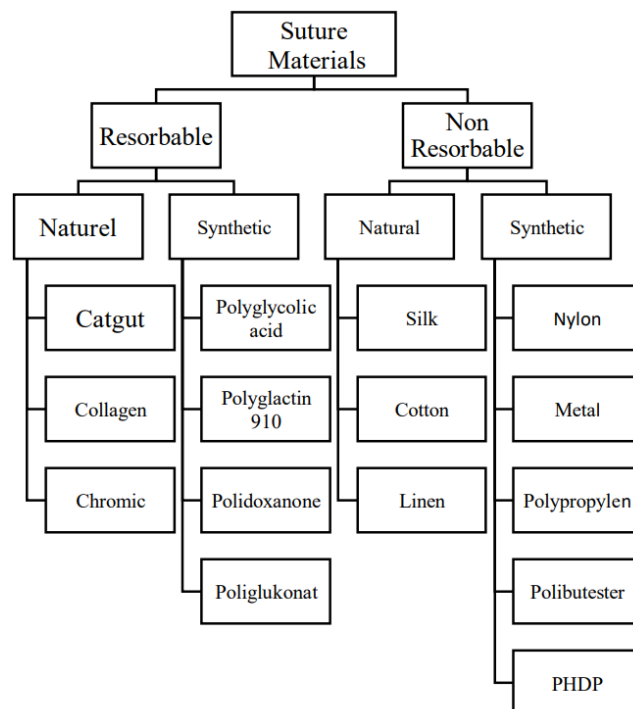 Suture
Materials
Resorbable
Non
Resorbable
Naturel
Synthetic
Natural
Synthetic
Catgut
Polyglycolic
acid
Silk
Nylon
Collagen
Polyglactin
910
Cotton
Metal
Chromic
Polidoxanone
Linen
Polypropylen
Poliglukonat
Polibutester
PHDP